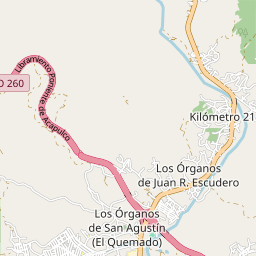 Libramiento Poniente de Acapulco
O 260
Kilómetro 21
Los Órganos
de Juan R. Escudero
Los Órganos
de San Agustín
(El Quemado)